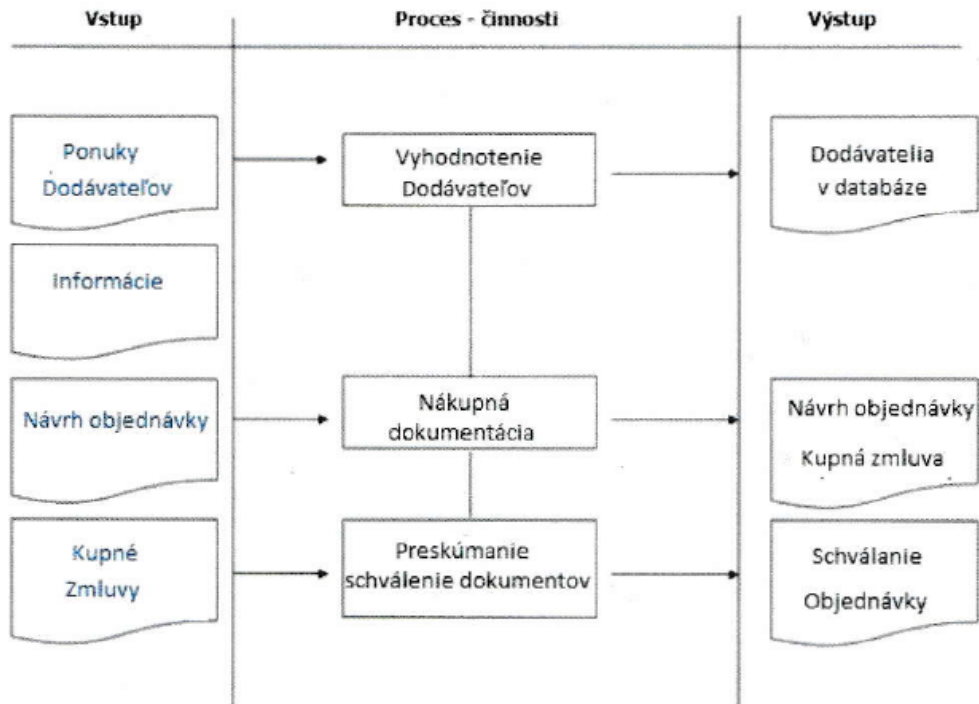 Vstup
Proces - činnosti
Výstup
Ponuky
Dodávateľov
Vyhodnotenie
Dodávateľov
Dodávatelia
v databáze
Informácie
Návrh objednávky
Nákupná
dokumentácia
Návrh objednávky
Kupná zmluva
Kupné
Zmluvy
Preskúmanie
schválenie dokumentov
Schválanie
Objednávky